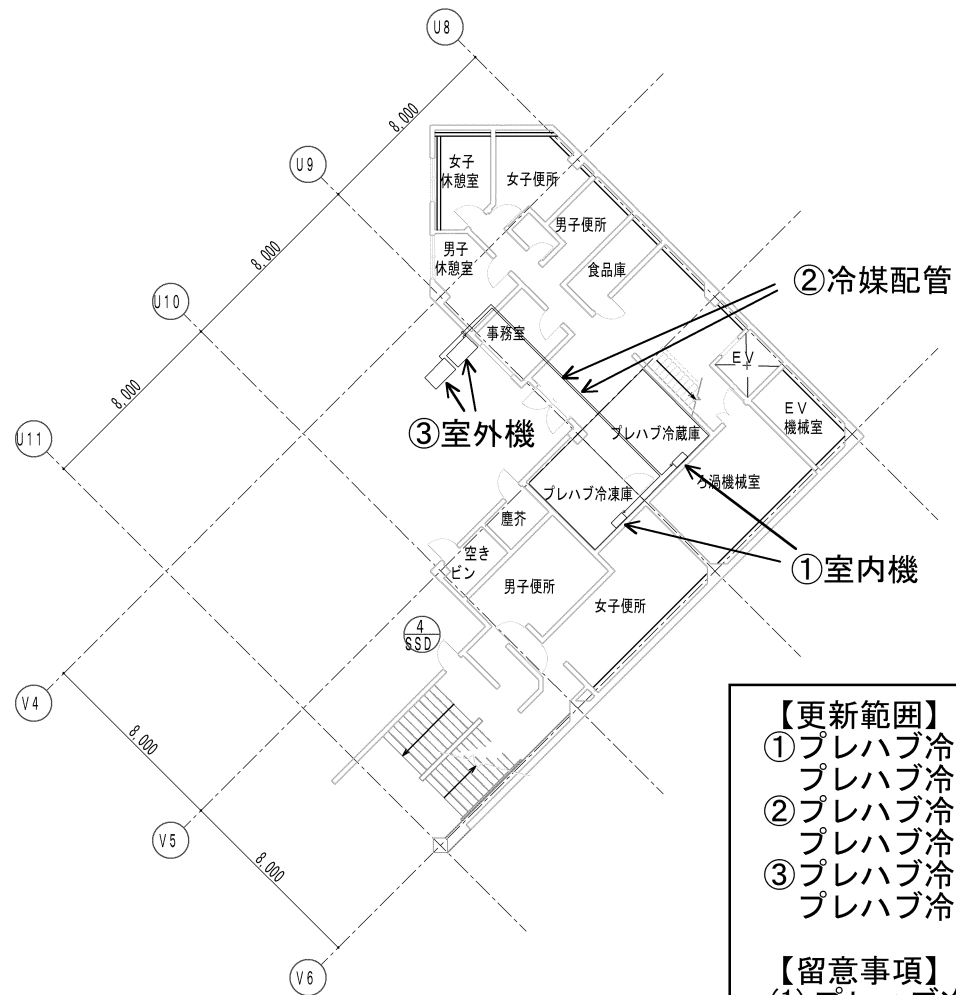 U8
8,000
U9
8,000
U10
8,000
U11
女子
休憩室
女子便所
男子便所
男子
休憩室
食品庫
②冷媒配管
事務室
EV
EV
機械室
③室外機
プレハブ冷蔵庫
ろ過機械室
プレハブ冷凍庫
塵芥
①室内機
空き
ビン
男子便所
女子便所
4
SSD
V4
8,000
V5
8,000
V6
【更新範囲】
①プレハブ冷
プレハブ冷
②プレハブ冷
プレハブ冷
③プレハブ冷
プレハブ冷
【留意事項】
(1) プレハブ冷